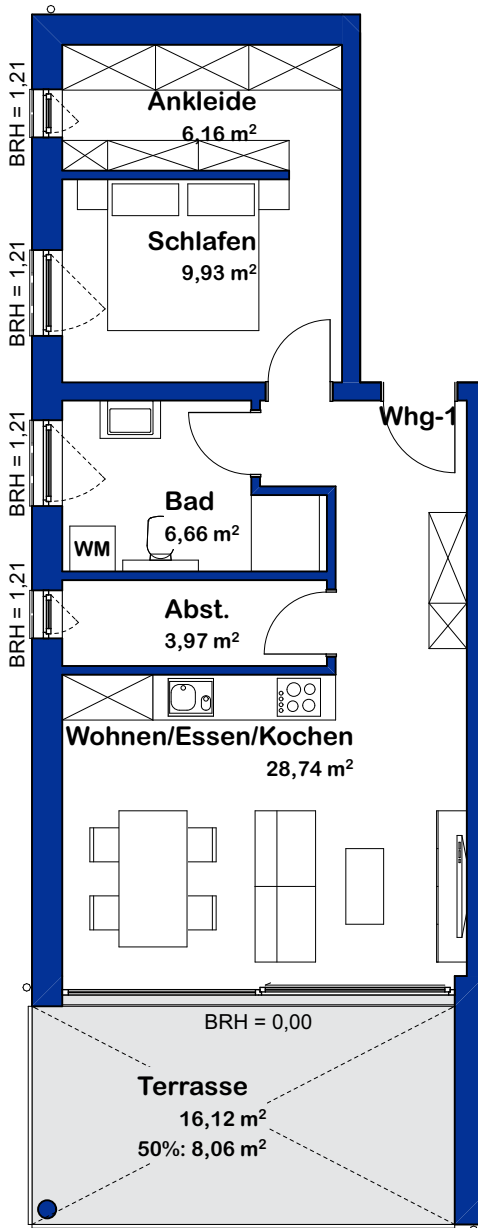 BRH = 1,21
Ankleide
6,16 m²
Schlafen
9,93 m²
BRH = 1,21
Whg-1
BRH = 1,21
Bad
6,66 m²
WM
BRH = 1,21
Abst.
3,97 m²
Wohnen/Essen/Kochen
28,74 m²
BRH = 0,00
Terrasse
16,12 m²
50%: 8,06 m²